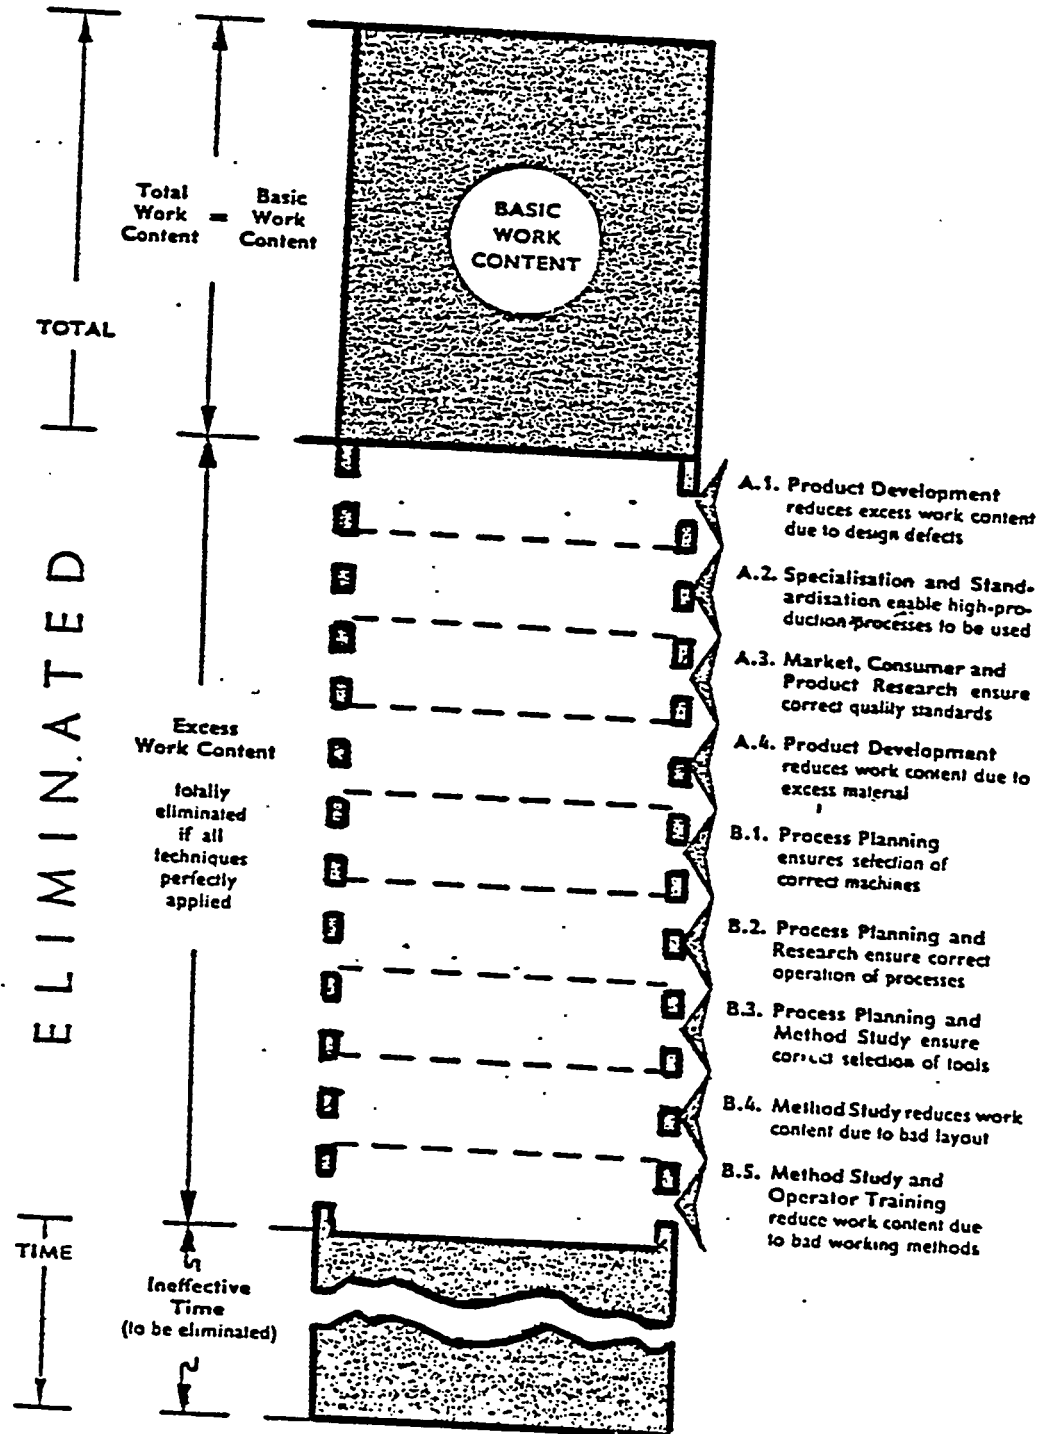 Total
Work
Content
=
Basic
Work
Content
BASIC
WORK
CONTENT
TOTAL
ELIMINATED
TIME
Excess
Work Content
totally
eliminated
if all
techniques
perfectly
applied
Ineffective
Time
(to be eliminated)
A.1. Product Development
reduces excess work content
due to design defects
A.2. Specialisation and Stand-
ardisation enable high-pro-
duction processes to be used
A.3. Market, Consumer and
Product Research ensure
correct quality standards
A.4. Product Development
reduces work content due to
excess material
B.1. Process Planning
ensures selection of
correct machines
B.2. Process Planning and
Research ensure correct
operation of processes
B.3. Process Planning and
Method Study ensure
correct selection of tools
B.4. Method Study reduces work
content due to bad layout
B.5. Method Study and
Operator Training
reduce work content due
to bad working methods